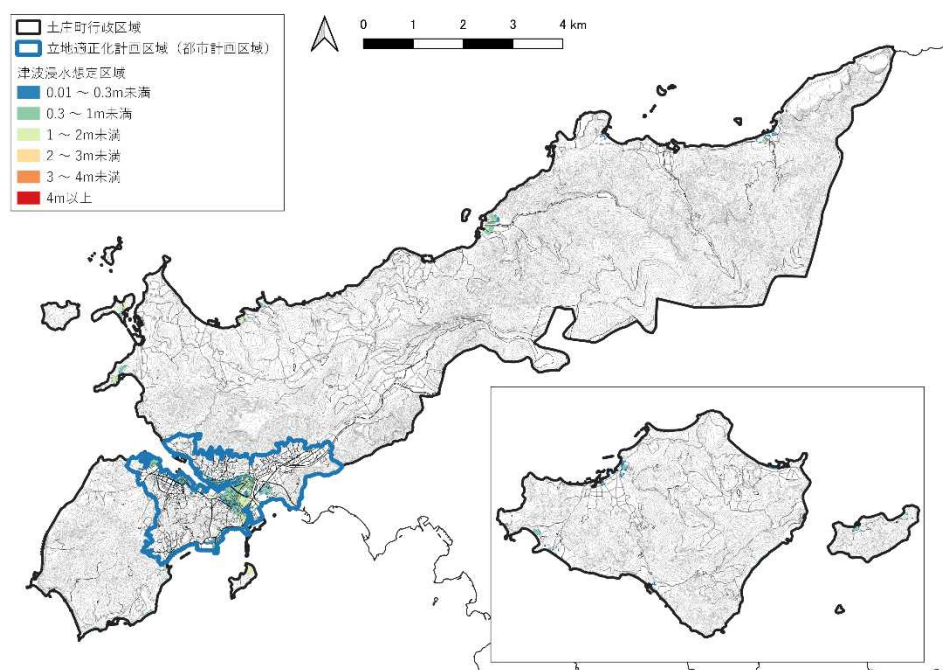 土庄町行政区域
立地適正化計画区域（都市計画区域）
津波浸水想定区域
0.01 ～ 0.3m未満
0.3 ～ 1m未満
1 ～ 2m未満
2 ～ 3m未満
3 ～ 4m未満
4m以上
0 1 2 3 4 km